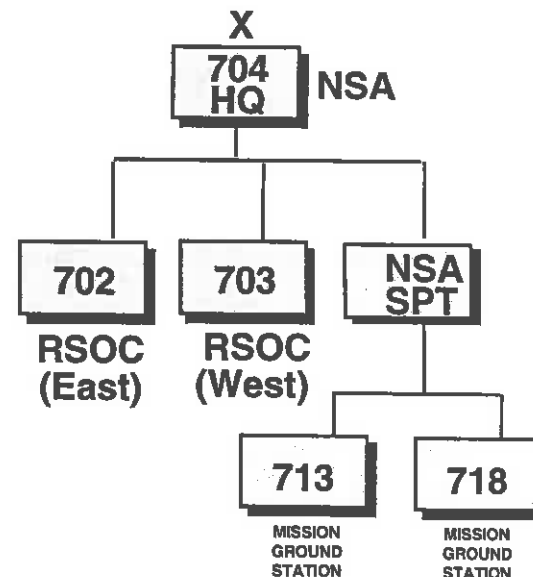 X
704
HQ
NSA
702
703
NSA
SPT
RSOC
(East)
RSOC
(West)
713
718
MISSION
GROUND
STATION
MISSION
GROUND
STATION